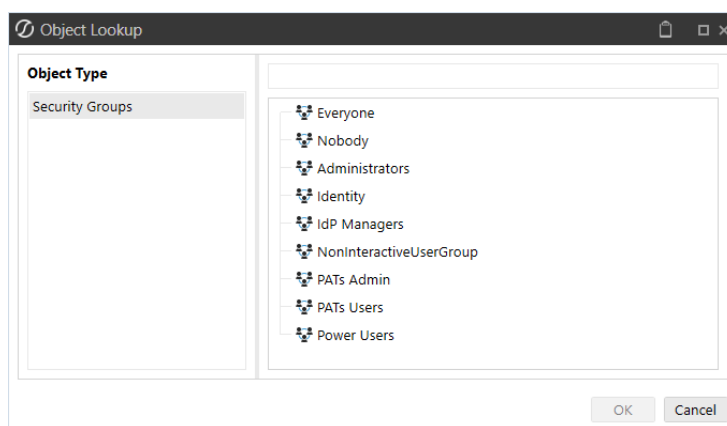 Object Lookup
Object Type
Security Groups
Everyone
Nobody
Administrators
Identity
IdP Managers
NonInteractiveUserGroup
PATs Admin
PATs Users
Power Users
OK
Cancel